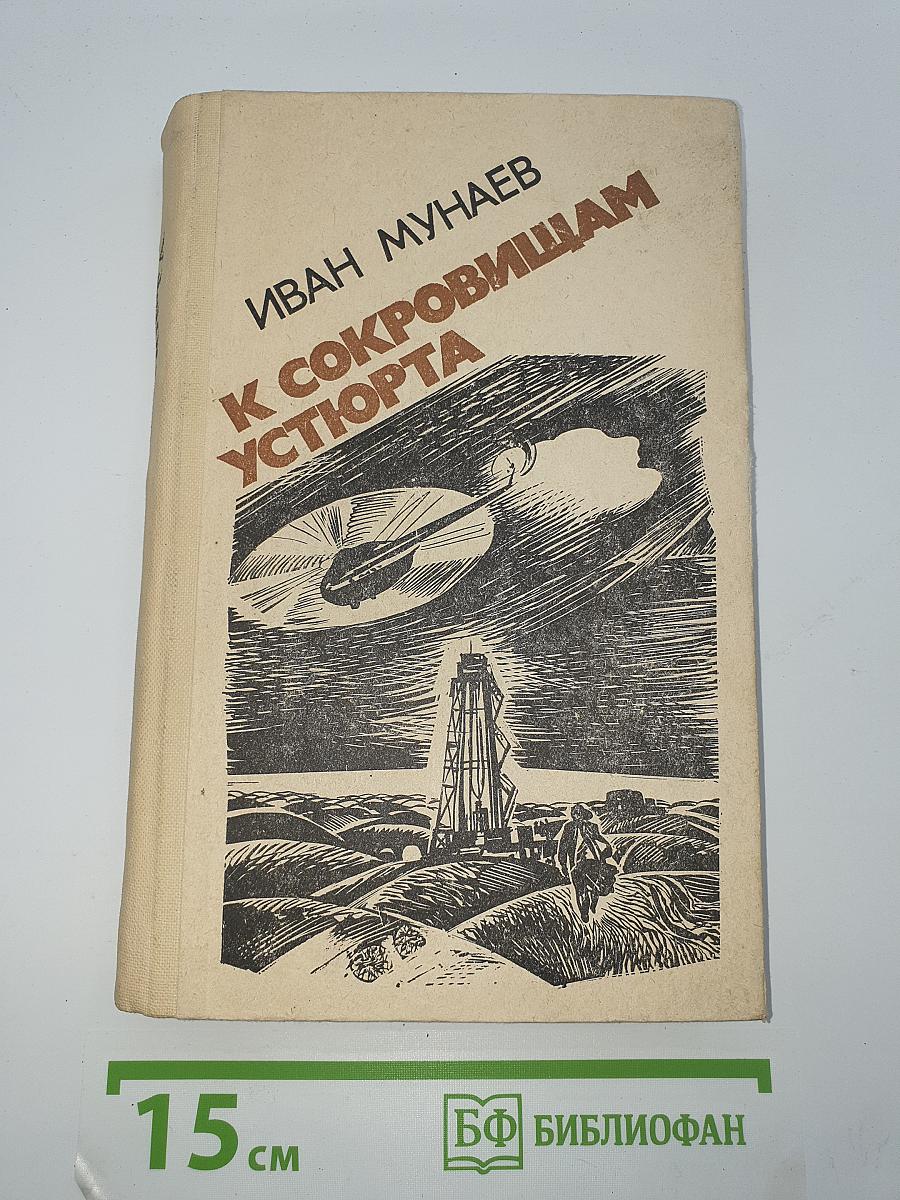 ИВАН МУНАЕВ
К СОКРОВИЩАМ
УСТЮРТА
15 см
БФ БИБЛИОФАН